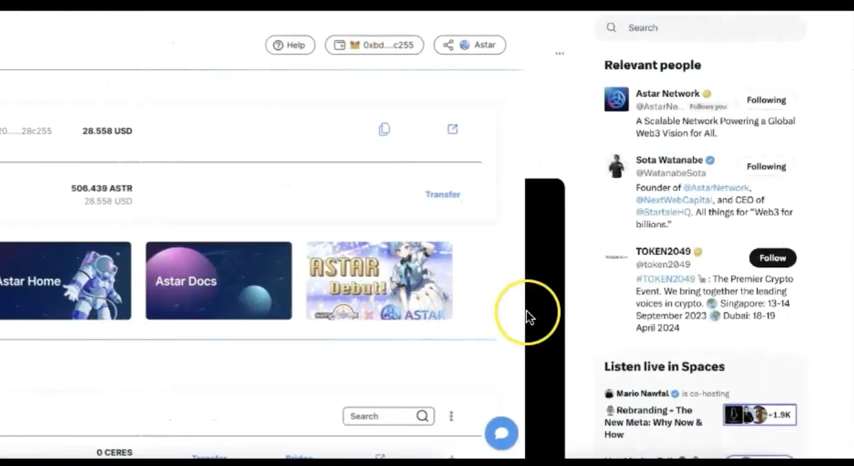 Help
0xbd....c255
Astar
...
20......28c255
28.558 USD
506.439 ASTR
28.558 USD
Transfer
Astar Home
Astar Docs
ASTAR
Debut!
ASTAR
Search
0 CERES
Transfer
Bridge
Search
Relevant people
Astar Network
@AstarNe... Follows you
Following
A Scalable Network Powering a Global
Web3 Vision for All.
Sota Watanabe
@WatanabeSota
Following
Founder of @AstarNetwork,
@NextWebCapital, and CEO of
@StartaleHQ. All things for "Web3 for
billions."
TOKEN2049
@token2049
Follow
#TOKEN2049 : The Premier Crypto
Event. We bring together the leading
voices in crypto. Singapore: 13-14
September 2023 Dubai: 18-19
April 2024
Listen live in Spaces
Mario Nawfal is co-hosting
Rebranding - The
New Meta: Why Now &
How
+1.9K